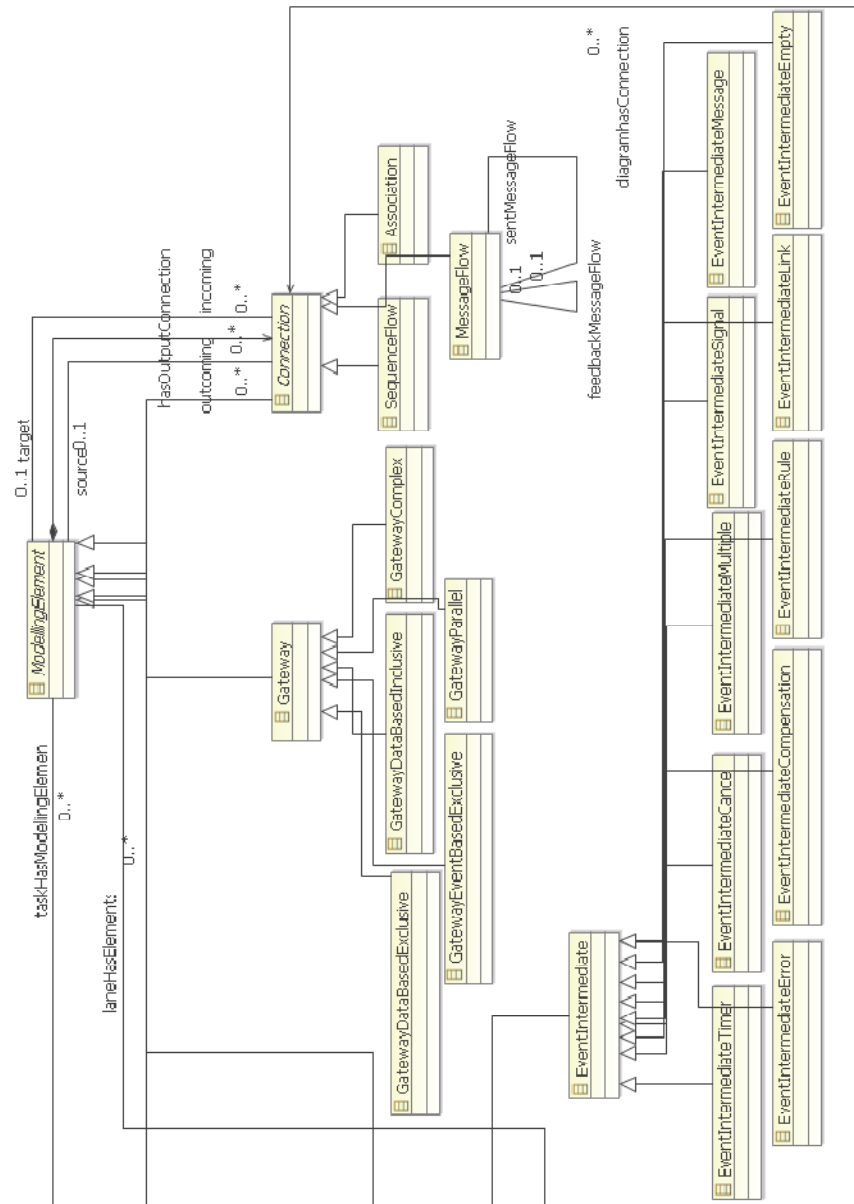 ModellingElement
0..1 target
source0..1
taskHasModelingElemen
0..*
laneHasElement:
0..*
hasOutputConnection
0..*
outcoming
0..*
incoming
0..*
Gateway
Connection
GatewayDataBasedExclusive
GatewayDataBasedInclusive
GatewayComplex
SequenceFlow
Association
GatewayEventBasedExclusive
GatewayParallel
MessageFlow
sentMessageFlow
0..1
0..1
feedbackMessageFlow
0..*
diagramhasConnection
EventIntermediate
EventIntermediateTimer
EventIntermediateCance
EventIntermediateMultiple
EventIntermediateSignal
EventIntermediateMessage
EventIntermediateError
EventIntermediateCompensation
EventIntermediateRule
EventIntermediateLink
EventIntermediateEmpty